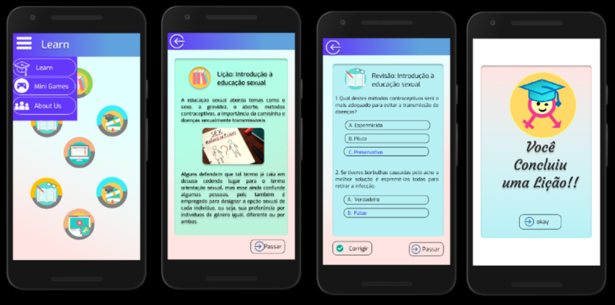 Learn
Learn
Mini Games
About Us
Lição: Introdução à
educação sexual
A educação sexual aborda temas como o
sexo, a gravidez, o aborto, métodos
contraceptivos, a importância da camisinha e
doenças sexualmente transmissíveis.
SEX
education
Alguns defendem que tal termo já caiu em
desuso cedendo lugar para o termo
orientação sexual, mas esse ainda confunde
algumas pessoas, pois também é
empregado para designar a opção sexual de
cada indivíduo, ou seja, sua preferência por
indivíduos de gênero igual, diferente ou por
ambos.
Passar
Revisão: Introdução à
educação sexual
1. Qual destes métodos contraceptivos será o
mais adequado para evitar a transmissão de
doenças?
A. Espermicida
B. Pílula
C. Preservativo
2. Se tiveres borbulhas causadas pelo acne a
melhor solução é espremê-las todas para
retirar a infecção.
A. Verdadeiro
B. Falso
Corrigir
Passar
Você
Concluiu
uma Lição!!
okay